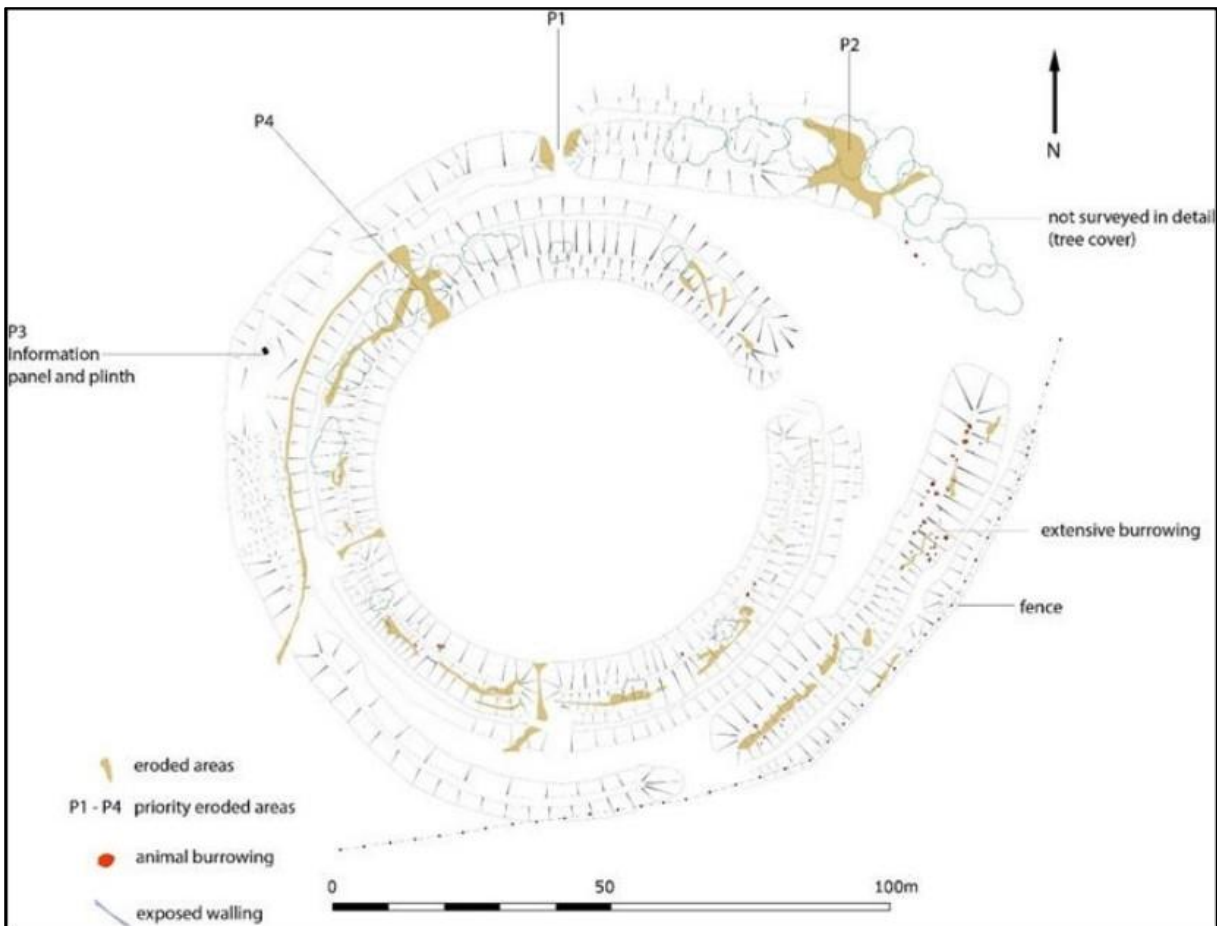 P1
P2
P4
N
not surveyed in detail
(tree cover)
P3
Information
panel and plinth
extensive burrowing
fence
eroded areas
P1 - P4 priority eroded areas
animal burrowing
exposed walling
0 50 100m